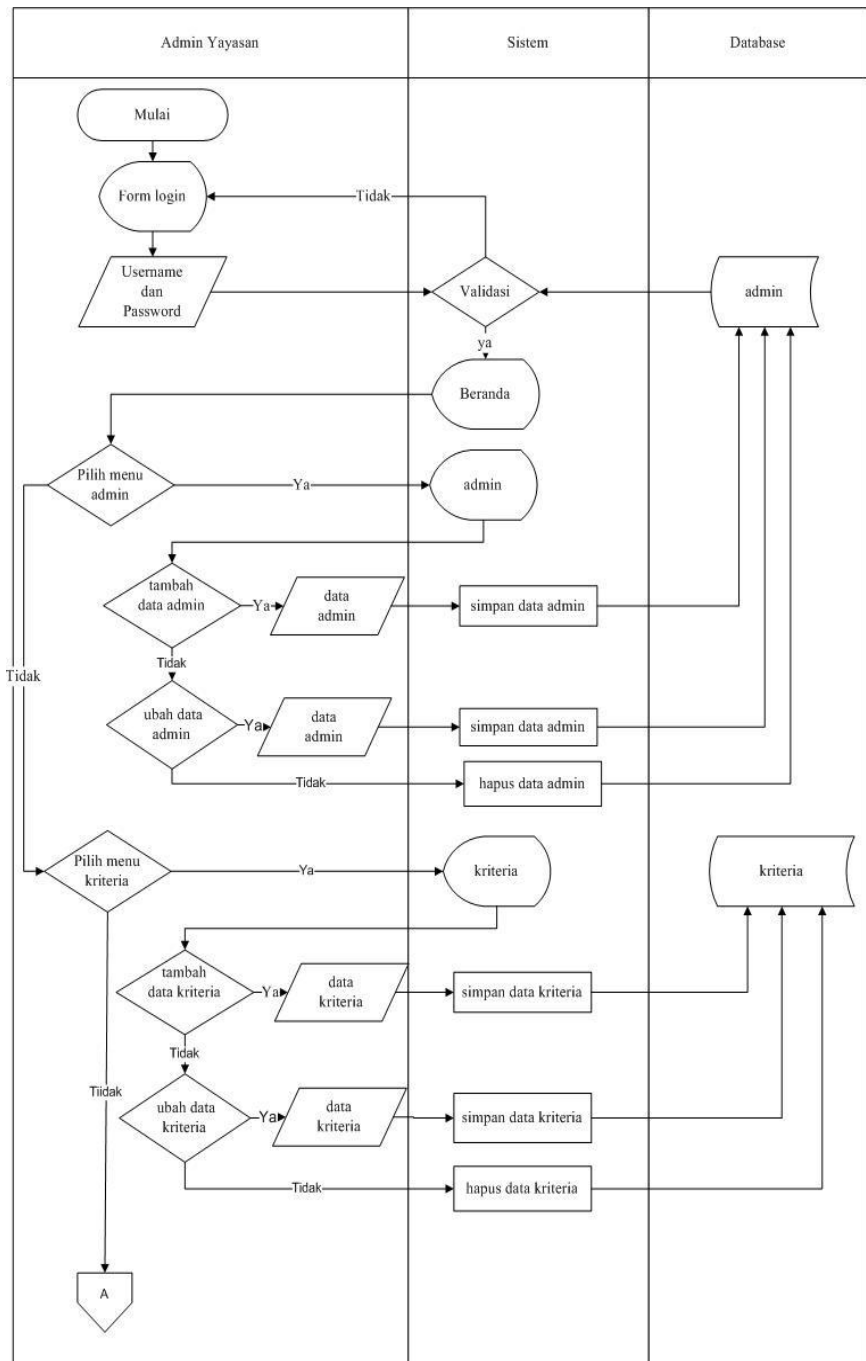 Admin Yayasan
Sistem
Database
Mulai
Form login
Tidak
Username
dan
Password
Validasi
admin
ya
Beranda
Pilih menu
admin
Ya
admin
tambah
data admin
Ya
data
admin
simpan data admin
Tidak
Tidak
ubah data
admin
Ya
data
admin
simpan data admin
Tidak
hapus data admin
Pilih menu
kriteria
Ya
kriteria
kriteria
tambah
data kriteria
Ya
data
kriteria
simpan data kriteria
Tidak
Tiidak
ubah data
kriteria
Ya
data
kriteria
simpan data kriteria
Tidak
hapus data kriteria
A